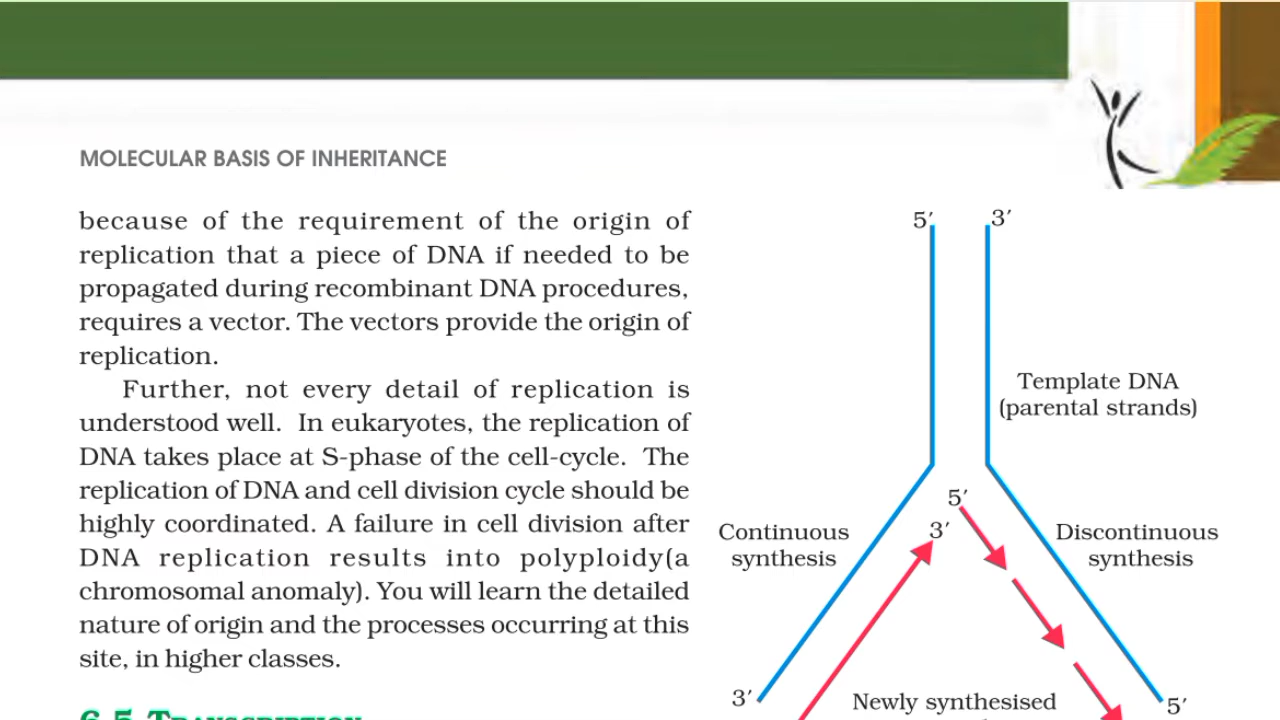 MOLECULAR BASIS OF INHERITANCE
because of the requirement of the origin of
replication that a piece of DNA if needed to be
propagated during recombinant DNA procedures,
requires a vector. The vectors provide the origin of
replication.
Further, not every detail of replication is
understood well. In eukaryotes, the replication of
DNA takes place at S-phase of the cell-cycle. The
replication of DNA and cell division cycle should be
highly coordinated. A failure in cell division after
DNA replication results into polyploidy(a
chromosomal anomaly). You will learn the detailed
nature of origin and the processes occurring at this
site, in higher classes.
6.5 TRANSCRIPTION
5′ 3′
Template DNA
(parental strands)
5′
3′
Continuous
synthesis
Discontinuous
synthesis
3′ 5′
Newly synthesised